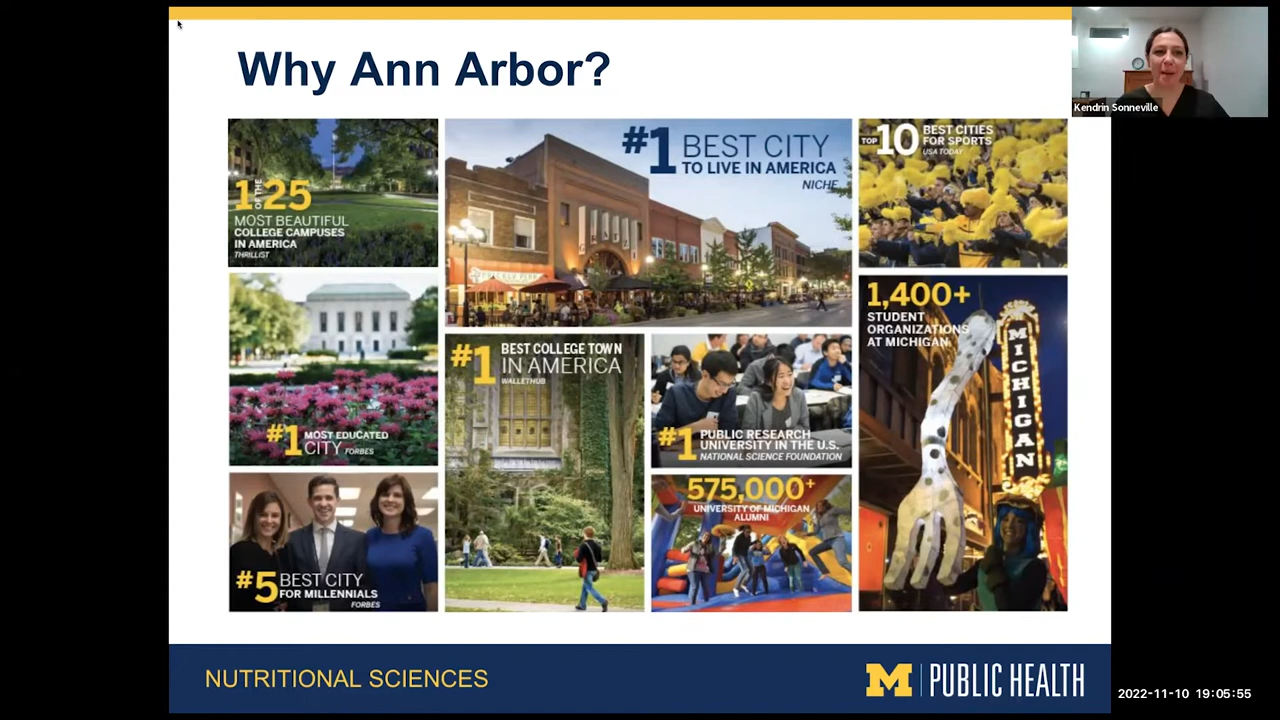 Why Ann Arbor?
1 OF THE 25
MOST BEAUTIFUL
COLLEGE CAMPUSES
IN AMERICA
THRILLIST
#1 BEST CITY
TO LIVE IN AMERICA
NICHE
TOP 10 BEST CITIES
FOR SPORTS
USA TODAY
#1 MOST EDUCATED
CITY FORBES
#1 BEST COLLEGE TOWN
IN AMERICA
WALLETHUB
#1 PUBLIC RESEARCH
UNIVERSITY IN THE U.S.
NATIONAL SCIENCE FOUNDATION
1,400+
STUDENT
ORGANIZATIONS
AT MICHIGAN
MICHIGAN
#5 BEST CITY
FOR MILLENNIALS
FORBES
575,000+
UNIVERSITY OF MICHIGAN
ALUMNI
NUTRITIONAL SCIENCES
M PUBLIC HEALTH
Kendrin Sonneville
2022-11-10 19:05:55